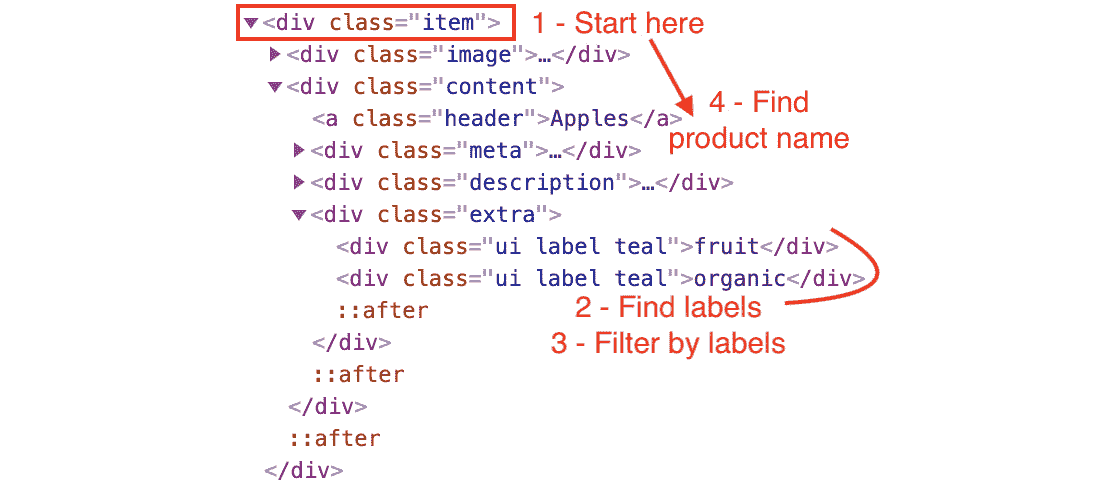 ▼<div class="item"> 1 - Start here
▶<div class="image">…</div>
▼<div class="content">
4 - Find
<a class="header">Apples</a>
product name
▶<div class="meta">…</div>
▶<div class="description">…</div>
▼<div class="extra">
<div class="ui label teal">fruit</div>
<div class="ui label teal">organic</div>
::after 2 - Find labels
</div> 3 - Filter by labels
::after
</div>
::after
</div>